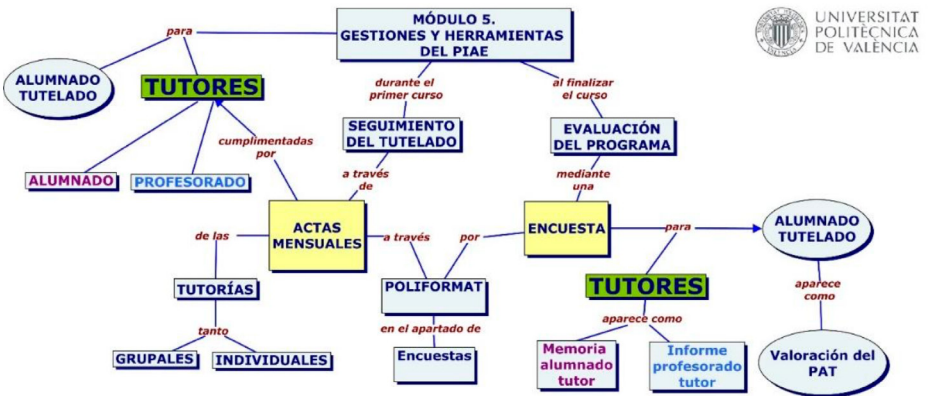 MÓDULO 5.
GESTIONES Y HERRAMIENTAS
DEL PIAE
UNIVERSITAT
POLITÈCNICA
DE VALÈNCIA
para
ALUMNADO
TUTELADO
TUTORES
durante el
primer curso
al finalizar
el curso
cumplimentadas
por
SEGUIMIENTO
DEL TUTELADO
EVALUACIÓN
DEL PROGRAMA
ALUMNADO
PROFESORADO
a través
de
mediante
una
de las
ACTAS
MENSUALES
a través
por
ENCUESTA
para
ALUMNADO
TUTELADO
TUTORÍAS
POLIFORMAT
TUTORES
aparece
como
tanto
en el apartado de
aparece como
GRUPALES
INDIVIDUALES
Encuestas
Memoria
alumnado
tutor
Informe
profesorado
tutor
Valoración del
PAT